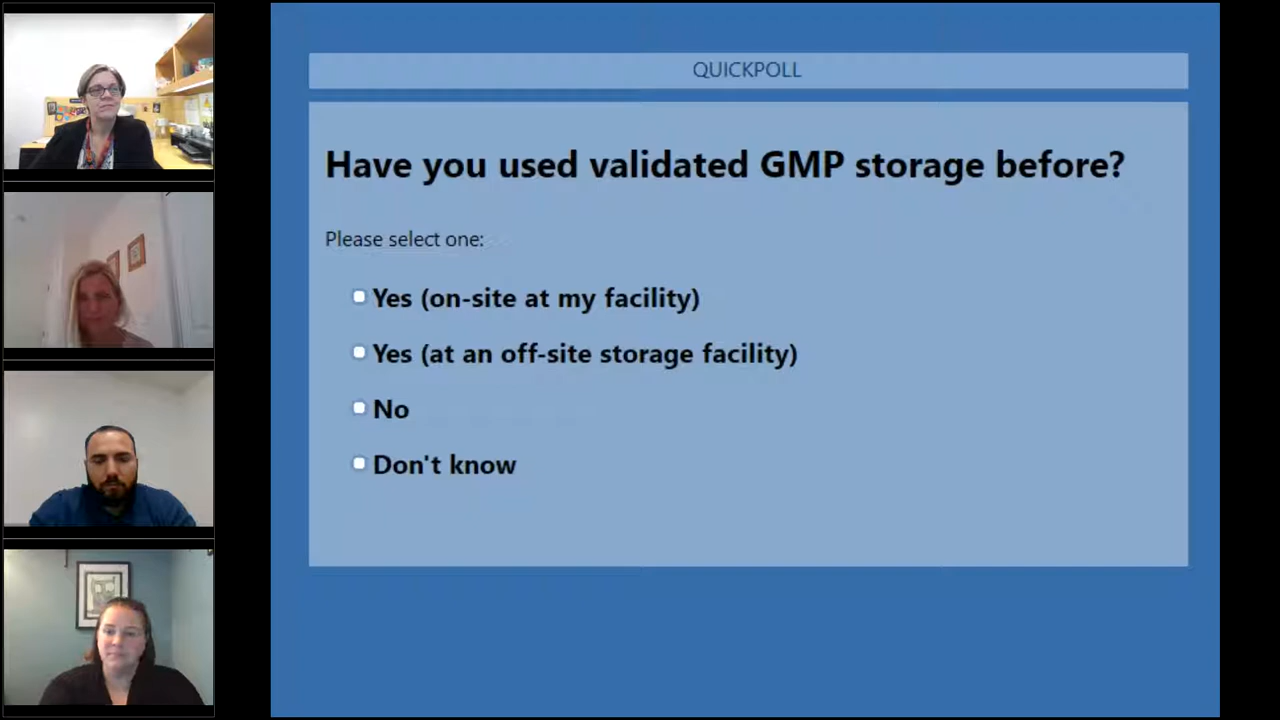 QUICKPOLL
Have you used validated GMP storage before?
Please select one:
Yes (on-site at my facility)
Yes (at an off-site storage facility)
No
Don't know